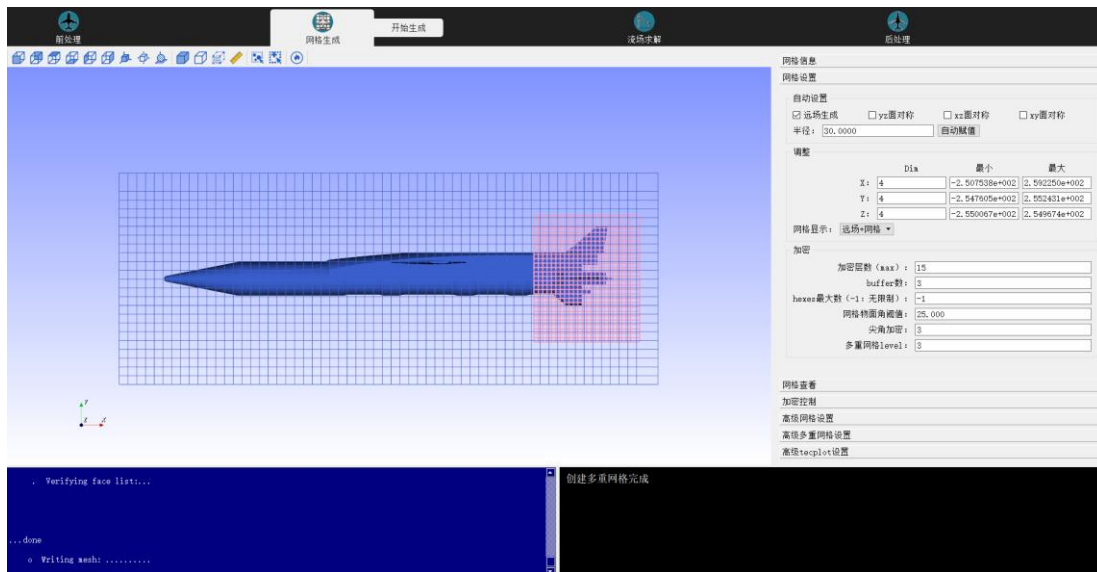 前处理 网格生成 开始生成 流场求解 后处理
网格信息
网格设置
自动设置
远场生成 yz面对称 xz面对称 xy面对称
半径: 30.0000 自动赋值
调整
Dim 最小 最大
X: 4 -2.507538e+002 2.592250e+002
Y: 4 -2.547605e+002 2.552431e+002
Z: 4 -2.550067e+002 2.549674e+002
网格显示: 远场+网格
加密
加密层数 (max) : 15
buffer数: 3
hexes最大数 (-1: 无限制) : -1
网格物面角阈值: 25.000
尖角加密: 3
多重网格level: 3
网格查看
加密控制
高级网格设置
高级多重网格设置
高级tecplot设置
Y
Z X
. Verifying face list:...
...done
o Writing mesh: ..........
创建多重网格完成